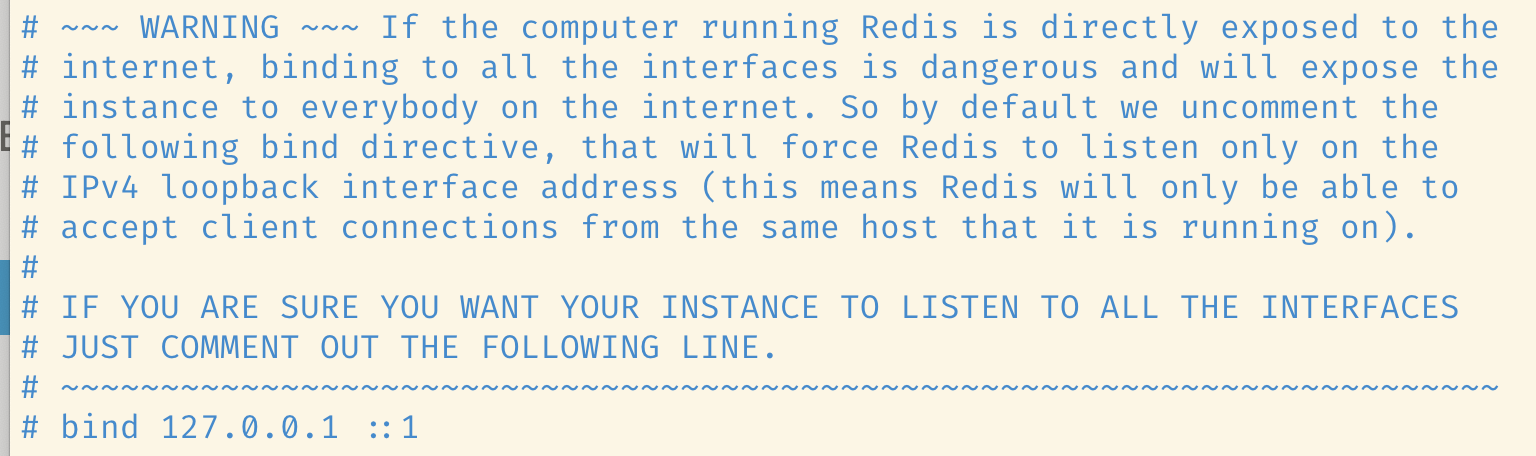 # ~~~ WARNING ~~~ If the computer running Redis is directly exposed to the
# internet, binding to all the interfaces is dangerous and will expose the
# instance to everybody on the internet. So by default we uncomment the
# following bind directive, that will force Redis to listen only on the
# IPv4 loopback interface address (this means Redis will only be able to
# accept client connections from the same host that it is running on).
#
# IF YOU ARE SURE YOU WANT YOUR INSTANCE TO LISTEN TO ALL THE INTERFACES
# JUST COMMENT OUT THE FOLLOWING LINE.
# ~~~~~~~~~~~~~~~~~~~~~~~~~~~~~~~~~~~~~~~~~~~~~~~~~~~~~~~~~~~~~~~~~~~~~~~~
# bind 127.0.0.1 ::1